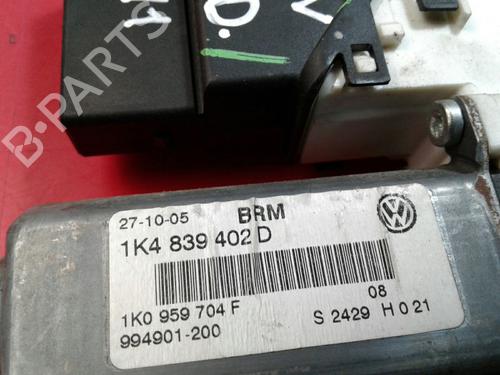 B-PARTS
27-10-05 BRM
1K4 839 402 D
08
1K0 959 704 F S 2429 H 0 21
994901-200